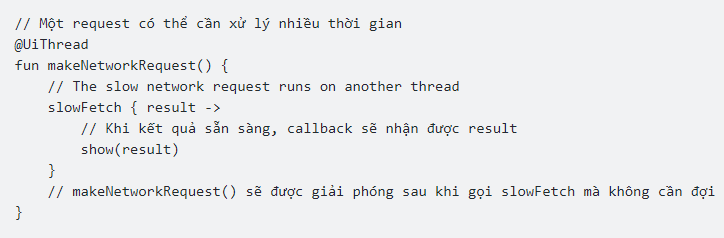 // Một request có thể cần xử lý nhiều thời gian
@UiThread
fun makeNetworkRequest() {
    // The slow network request runs on another thread
    slowFetch { result ->
        // Khi kết quả sẵn sàng, callback sẽ nhận được result
        show(result)
    }
    // makeNetworkRequest() sẽ được giải phóng sau khi gọi slowFetch mà không cần đợi
}